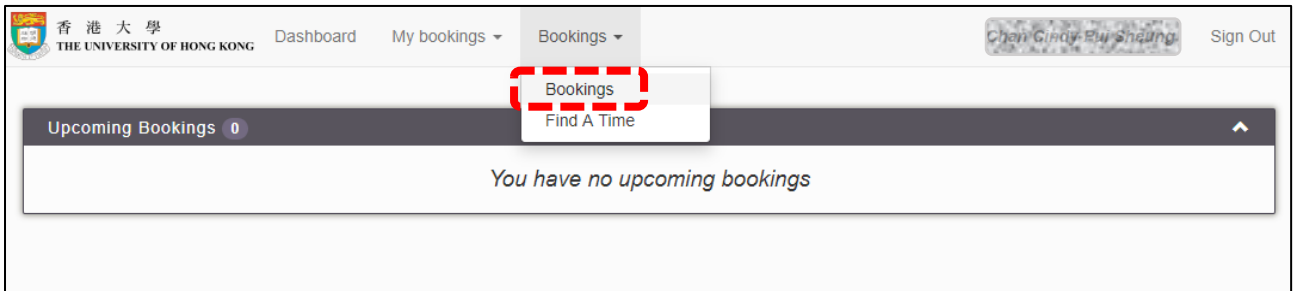 香港大學
THE UNIVERSITY OF HONG KONG
Dashboard
My bookings
Bookings
Sign Out
Bookings
Find A Time
Upcoming Bookings 0
You have no upcoming bookings